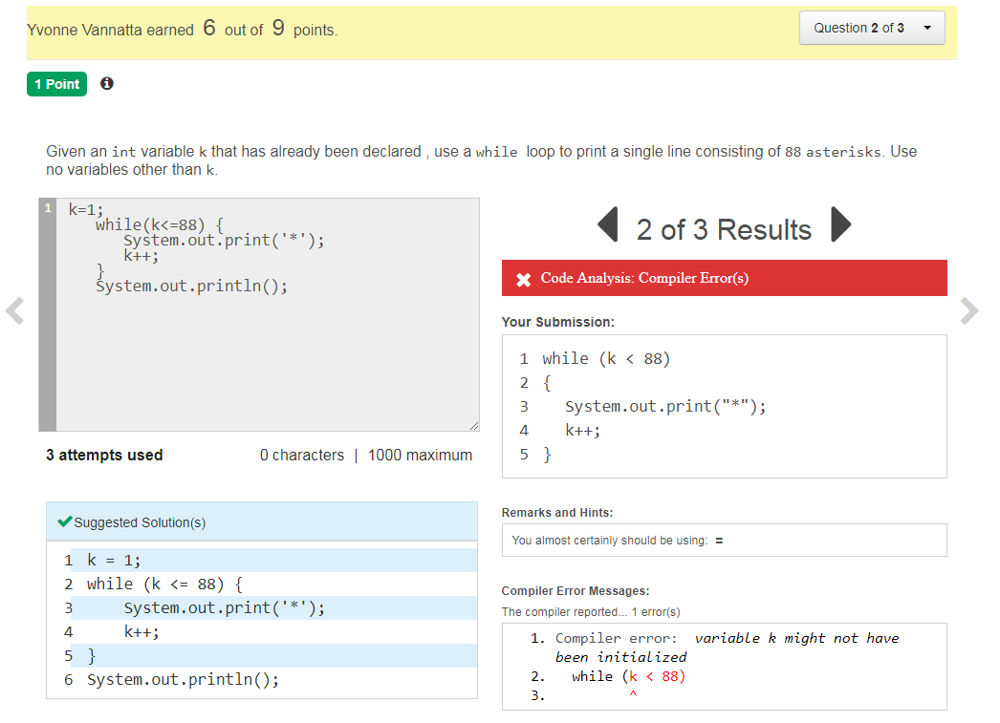 Yvonne Vannatta earned 6 out of 9 points.
Question 2 of 3
1 Point
Given an int variable k that has already been declared , use a while loop to print a single line consisting of 88 asterisks. Use
no variables other than k.
1 k=1;
while(k<=88) {
System.out.print('*');
k++;
}
System.out.println();
3 attempts used
0 characters | 1000 maximum
Suggested Solution(s)
1 k = 1;
2 while (k <= 88) {
3 System.out.print('*');
4 k++;
5 }
6 System.out.println();
2 of 3 Results
Code Analysis: Compiler Error(s)
Your Submission:
1 while (k < 88)
2 {
3 System.out.print("*");
4 k++;
5 }
Remarks and Hints:
You almost certainly should be using: =
Compiler Error Messages:
The compiler reported... 1 error(s)
1. Compiler error: variable k might not have
been initialized
2. while (k < 88)
3. ^